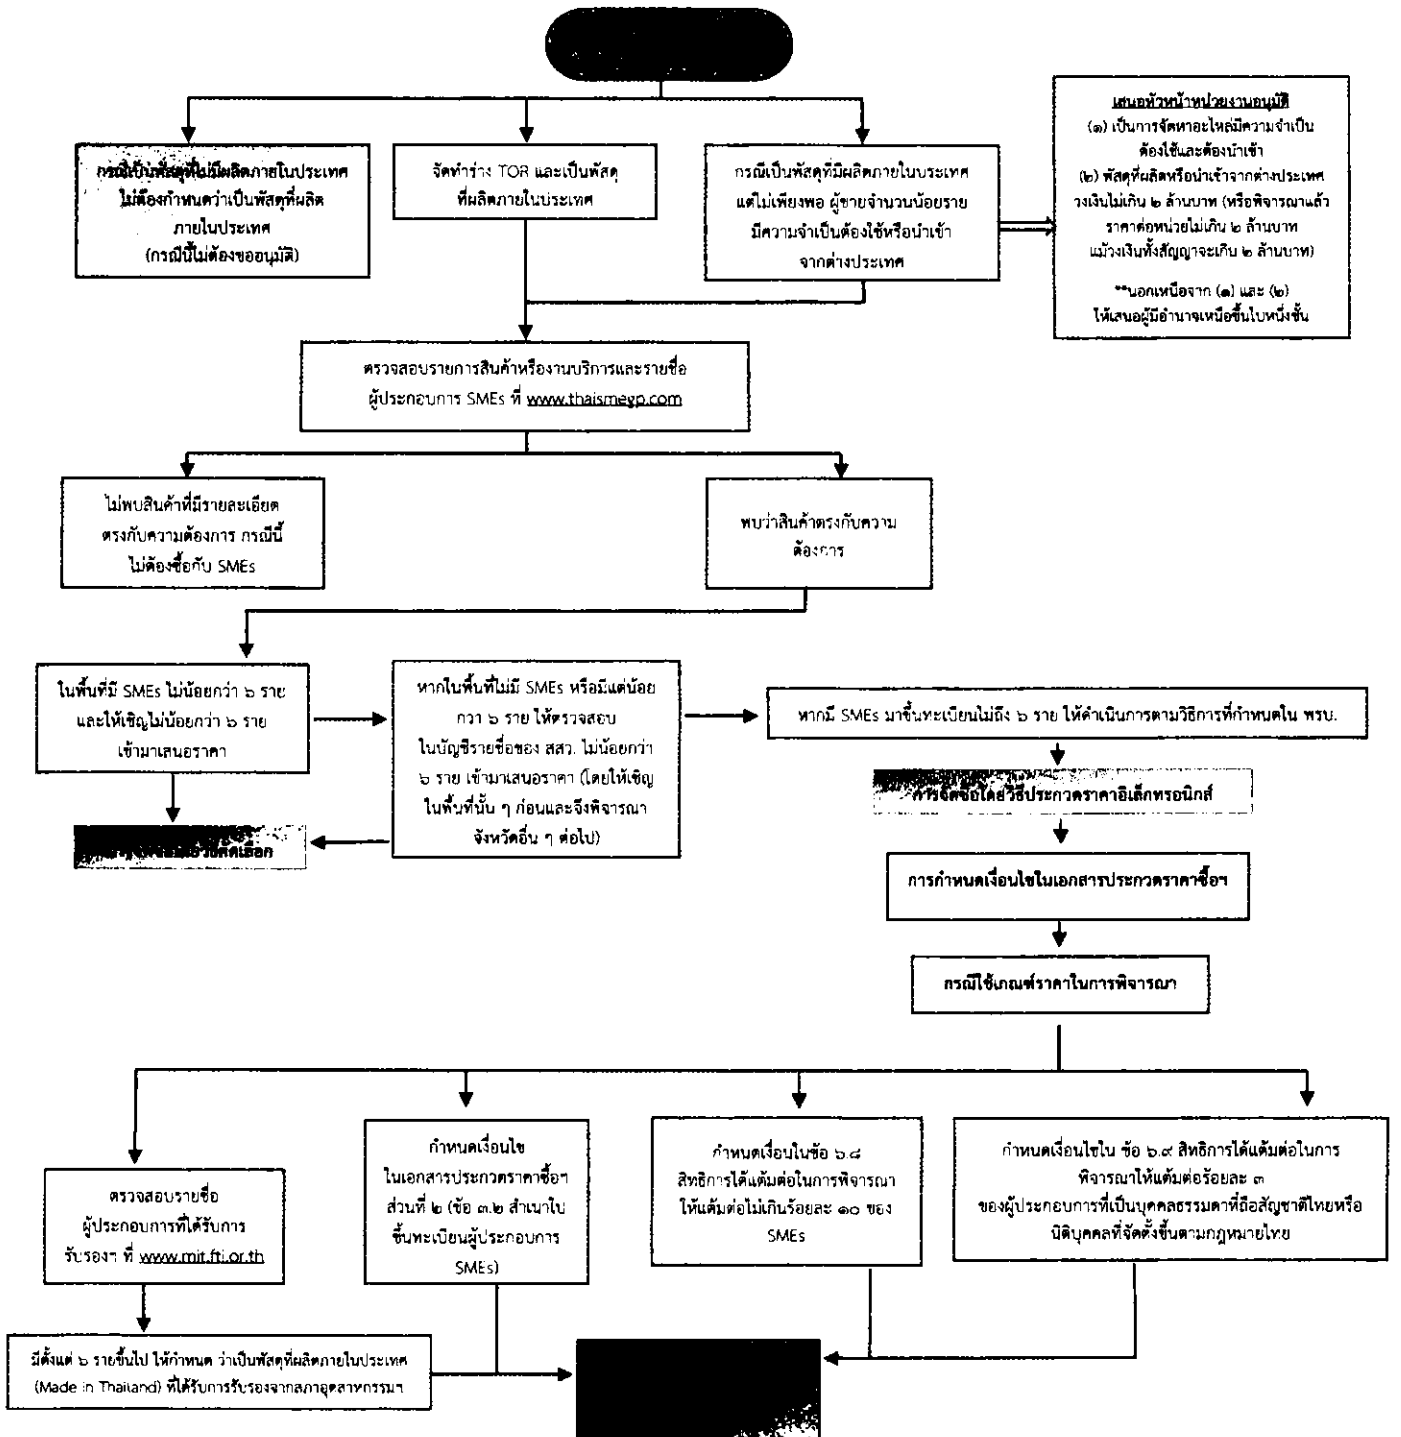 กรณีเป็นพัสดุที่ไม่มีผลิตภายในประเทศ
ไม่ต้องกำหนดว่าเป็นพัสดุที่ผลิต
ภายในประเทศ
(กรณีนี้ไม่ต้องขออนุมัติ)
จัดทำร่าง TOR และเป็นพัสดุ
ที่ผลิตภายในประเทศ
กรณีเป็นพัสดุที่มีผลิตภายในประเทศ
แต่ไม่เพียงพอ ผู้ขายจำนวนน้อยราย
มีความจำเป็นต้องใช้หรือนำเข้า
จากต่างประเทศ
เสนอหัวหน้าหน่วยงานอนุมัติ
(๑) เป็นการจัดหาอะไหล่มีความจำเป็น
ต้องใช้และต้องนำเข้า
(๒) พัสดุที่ผลิตหรือนำเข้าจากต่างประเทศ
วงเงินไม่เกิน ๒ ล้านบาท (หรือพิจารณาแล้ว
ราคาต่อหน่วยไม่เกิน ๒ ล้านบาท
แม้วงเงินทั้งสัญญาจะเกิน ๒ ล้านบาท)
**นอกเหนือจาก (๑) และ (๒)
ให้เสนอผู้มีอำนาจเหนือขึ้นไปหนึ่งชั้น
ตรวจสอบรายการสินค้าหรืองานบริการและรายชื่อ
ผู้ประกอบการ SMEs ที่ www.thaismegp.com
ไม่พบสินค้าที่มีรายละเอียด
ตรงกับความต้องการ กรณีนี้
ไม่ต้องซื้อกับ SMEs
พบว่าสินค้าตรงกับความ
ต้องการ
ในพื้นที่มี SMEs ไม่น้อยกว่า ๖ ราย
และให้เชิญไม่น้อยกว่า ๖ ราย
เข้ามาเสนอราคา
หากในพื้นที่ไม่มี SMEs หรือมีแต่น้อย
กว่า ๖ ราย ให้ตรวจสอบ
ในบัญชีรายชื่อของ สสว. ไม่น้อยกว่า
๖ ราย เข้ามาเสนอราคา (โดยให้เชิญ
ในพื้นที่นั้น ๆ ก่อนและจึงพิจารณา
จังหวัดอื่น ๆ ต่อไป)
หากมี SMEs มาขึ้นทะเบียนไม่ถึง ๖ ราย ให้ดำเนินการตามวิธีการที่กำหนดใน พรบ.
การจัดซื้อโดยวิธีประกวดราคาอิเล็กทรอนิกส์
คัดเลือก
การกำหนดเงื่อนไขในเอกสารประกวดราคาซื้อฯ
กรณีใช้เกณฑ์ราคาในการพิจารณา
ตรวจสอบรายชื่อ
ผู้ประกอบการที่ได้รับการ
รับรองฯ ที่ www.mit.fti.or.th
กำหนดเงื่อนไข
ในเอกสารประกวดราคาซื้อฯ
ส่วนที่ ๒ (ข้อ ๓.๒ สำเนาใบ
ขึ้นทะเบียนผู้ประกอบการ
SMEs)
กำหนดเงื่อนในข้อ ๖.๘
สิทธิการได้แต้มต่อในการพิจารณา
ให้แต้มต่อไม่เกินร้อยละ ๑๐ ของ
SMEs
กำหนดเงื่อนไขใน ข้อ ๖.๙ สิทธิการได้แต้มต่อในการ
พิจารณาให้แต้มต่อร้อยละ ๓
ของผู้ประกอบการที่เป็นบุคคลธรรมดาที่ถือสัญชาติไทยหรือ
นิติบุคคลที่จัดตั้งขึ้นตามกฎหมายไทย
มีตั้งแต่ ๖ รายขึ้นไป ให้กำหนด ว่าเป็นพัสดุที่ผลิตภายในประเทศ
(Made in Thailand) ที่ได้รับการรับรองจากสภาอุตสาหกรรมฯ